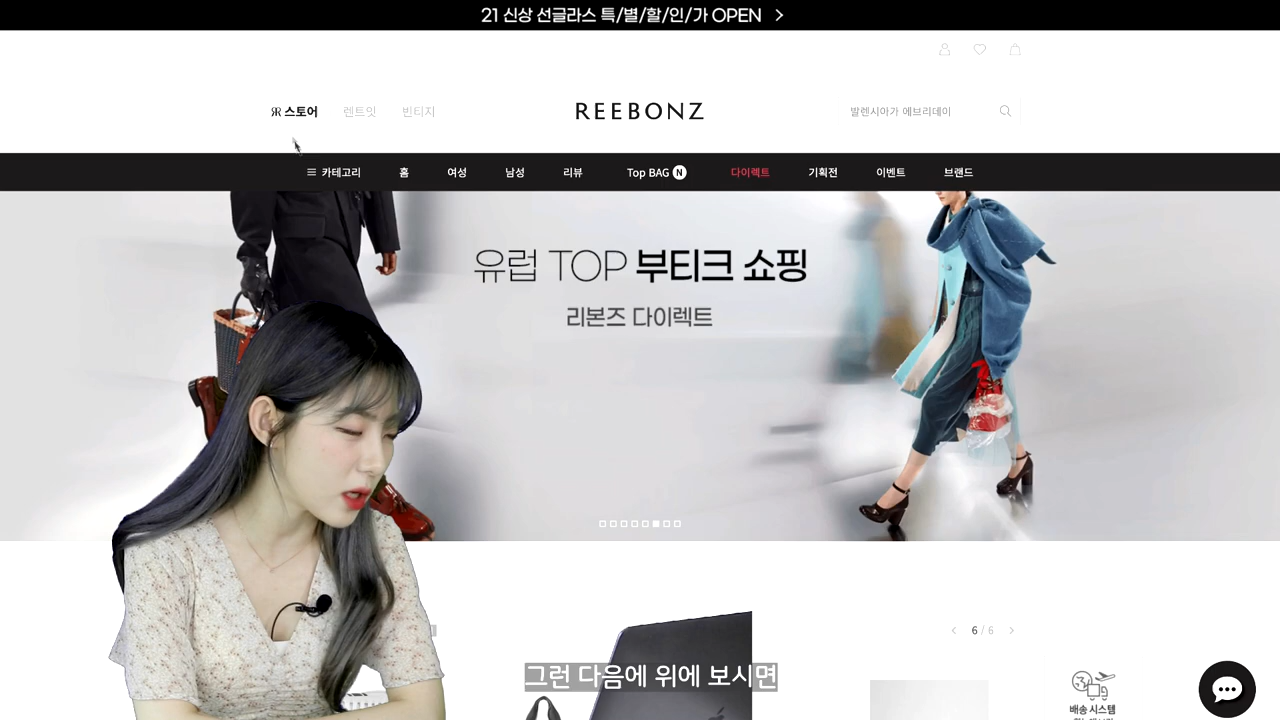 21 신상 선글라스 특/별/할/인/가 OPEN
스토어 렌트잇 빈티지
REEBONZ
발렌시아가 에브리데이
카테고리 홈 여성 남성 리뷰 Top BAG N 다이렉트 기획전 이벤트 브랜드
유럽 TOP 부티크 쇼핑
리본즈 다이렉트
6 / 6
그런 다음에 위에 보시면
3
배송 시스템